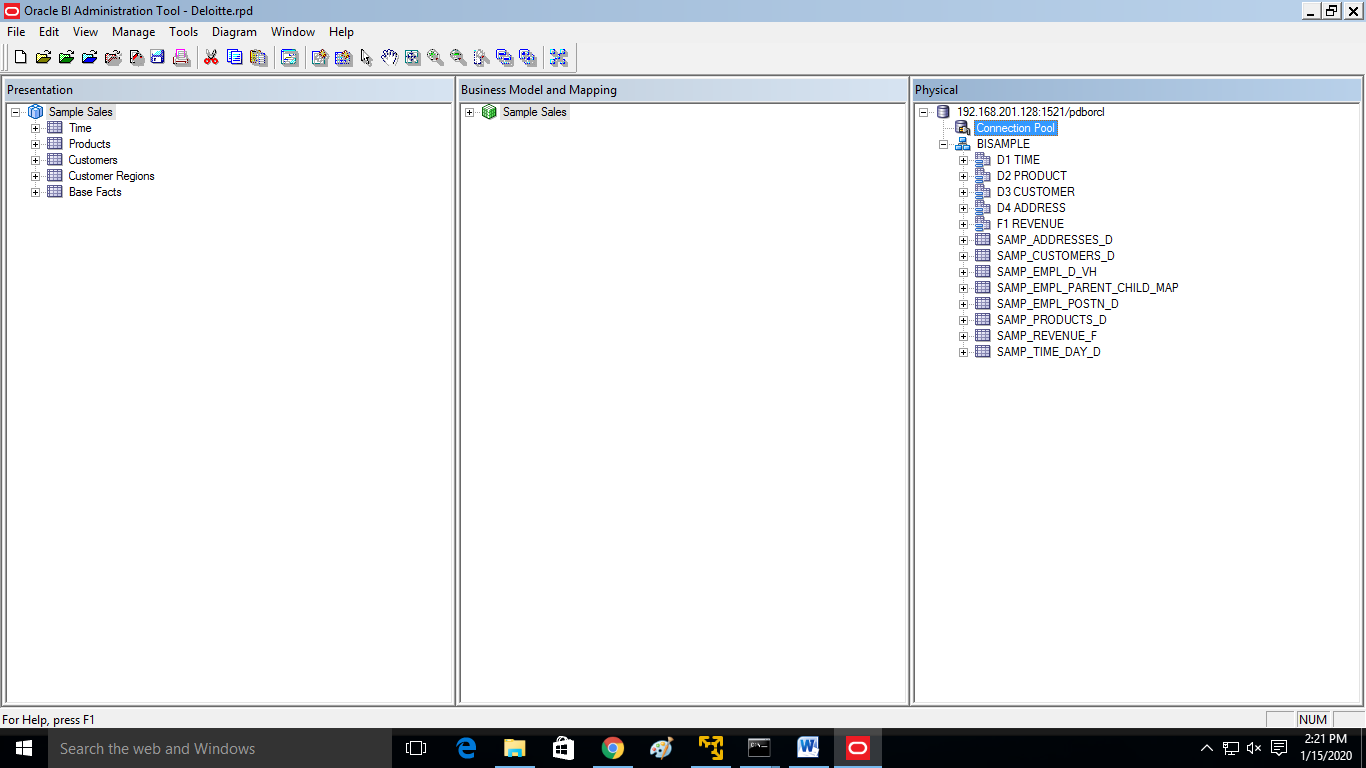 Oracle BI Administration Tool - Deloitte.rpd
File Edit View Manage Tools Diagram Window Help
Presentation
Sample Sales
Time
Products
Customers
Customer Regions
Base Facts
Business Model and Mapping
Sample Sales
Physical
192.168.201.128:1521/pdborcl
Connection Pool
BISAMPLE
D1 TIME
D2 PRODUCT
D3 CUSTOMER
D4 ADDRESS
F1 REVENUE
SAMP_ADDRESSES_D
SAMP_CUSTOMERS_D
SAMP_EMPL_D_VH
SAMP_EMPL_PARENT_CHILD_MAP
SAMP_EMPL_POSTN_D
SAMP_PRODUCTS_D
SAMP_REVENUE_F
SAMP_TIME_DAY_D
For Help, press F1
NUM
Search the web and Windows
2:21 PM
1/15/2020